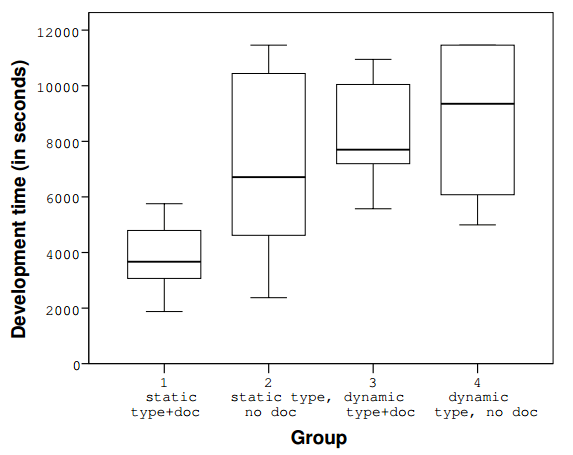 Development time (in seconds)
12000
10000
8000
6000
4000
2000
0
1 2 3 4
static static type, dynamic dynamic
type+doc no doc type+doc type, no doc
Group